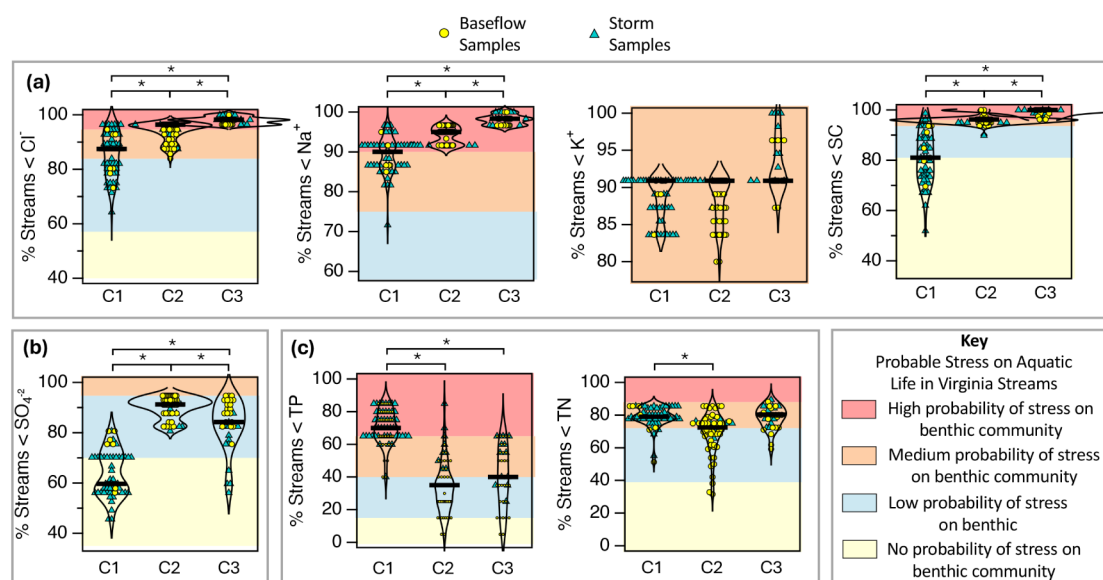 Baseflow Samples
Storm Samples
(a)
* * *
% Streams < Cl-
100
80
60
40
C1 C2 C3
* * *
% Streams < Na+
100
90
80
70
60
C1 C2 C3
% Streams < K+
100
95
90
85
80
C1 C2 C3
* * *
% Streams < SC
100
80
60
40
C1 C2 C3
(b)
* * *
% Streams < SO4-2
100
80
60
40
C1 C2 C3
(c)
* *
% Streams < TP
100
80
60
40
20
0
C1 C2 C3
*
% Streams < TN
100
80
60
40
20
0
C1 C2 C3
Key
Probable Stress on Aquatic
Life in Virginia Streams
High probability of stress on
benthic community
Medium probability of stress
on benthic community
Low probability of stress
on benthic
No probability of stress on
benthic community